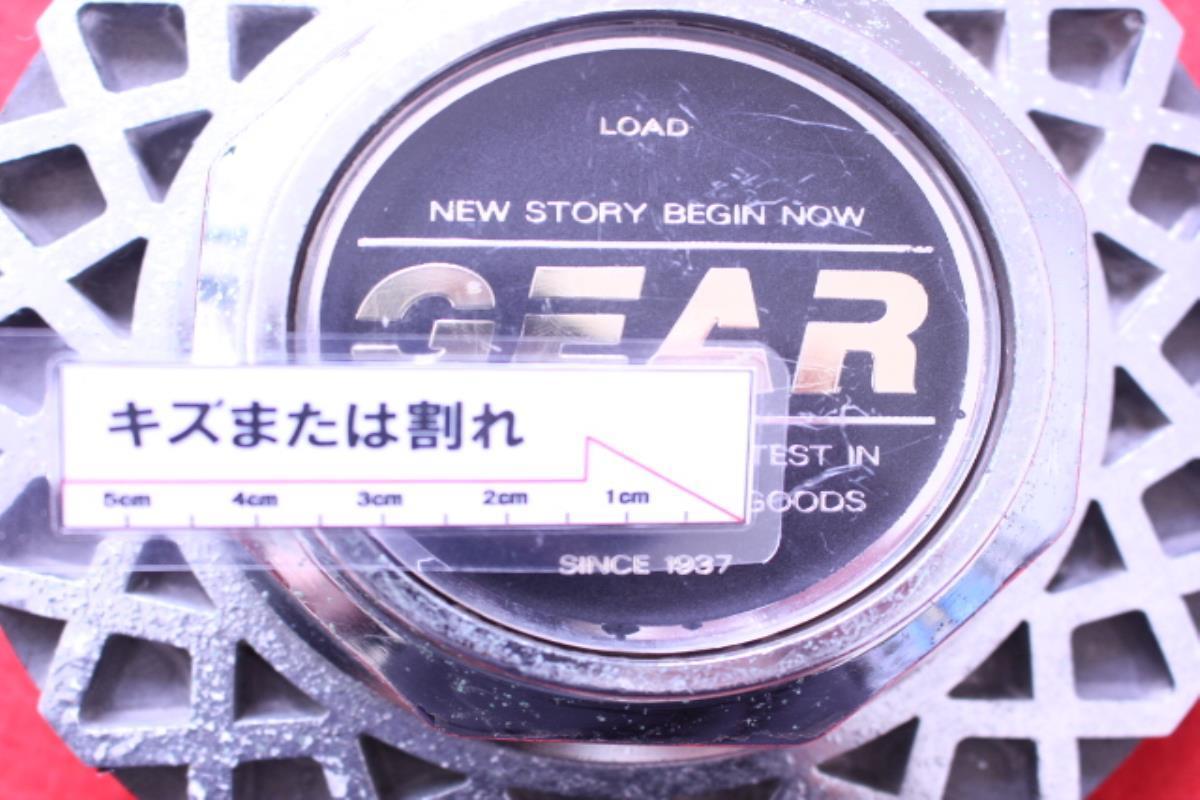 LOAD
NEW STORY BEGIN NOW
GEAR
キズまたは割れ
TEST IN
5cm 4cm 3cm 2cm 1cm
GOODS
SINCE 1937